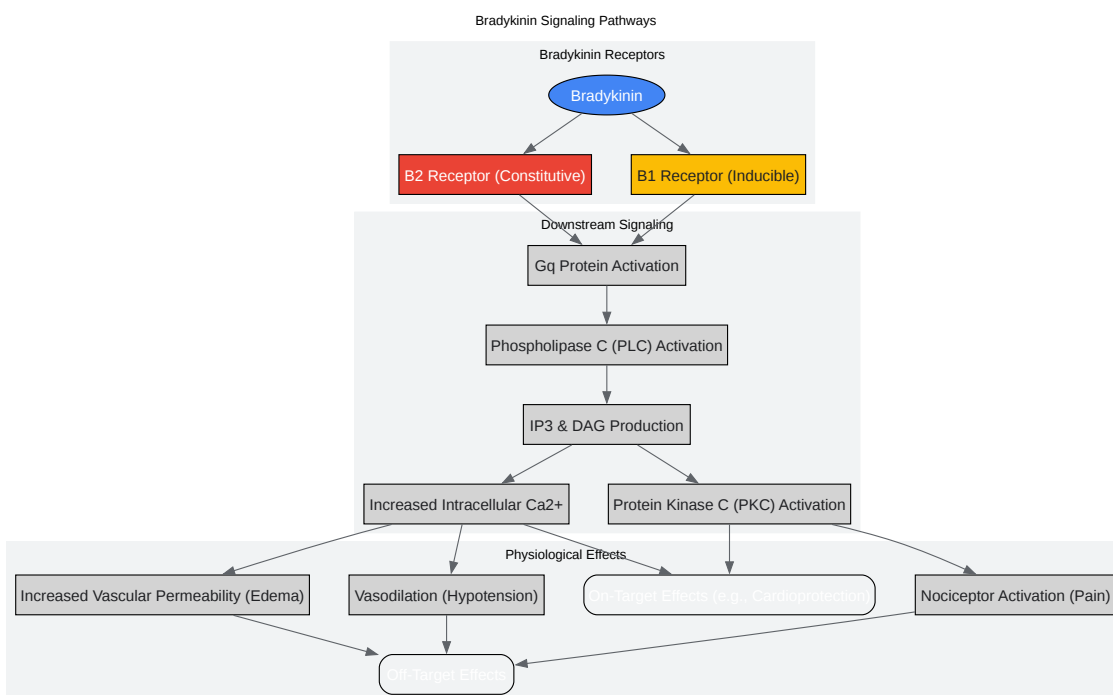 Bradykinin Signaling Pathways
Bradykinin Receptors
Bradykinin
B2 Receptor (Constitutive)
B1 Receptor (Inducible)
Downstream Signaling
Gq Protein Activation
Phospholipase C (PLC) Activation
IP3 & DAG Production
Increased Intracellular Ca2+
Protein Kinase C (PKC) Activation
Physiological Effects
Increased Vascular Permeability (Edema)
Vasodilation (Hypotension)
On-Target Effects (e.g., Cardioprotection)
Nociceptor Activation (Pain)
Off-Target Effects